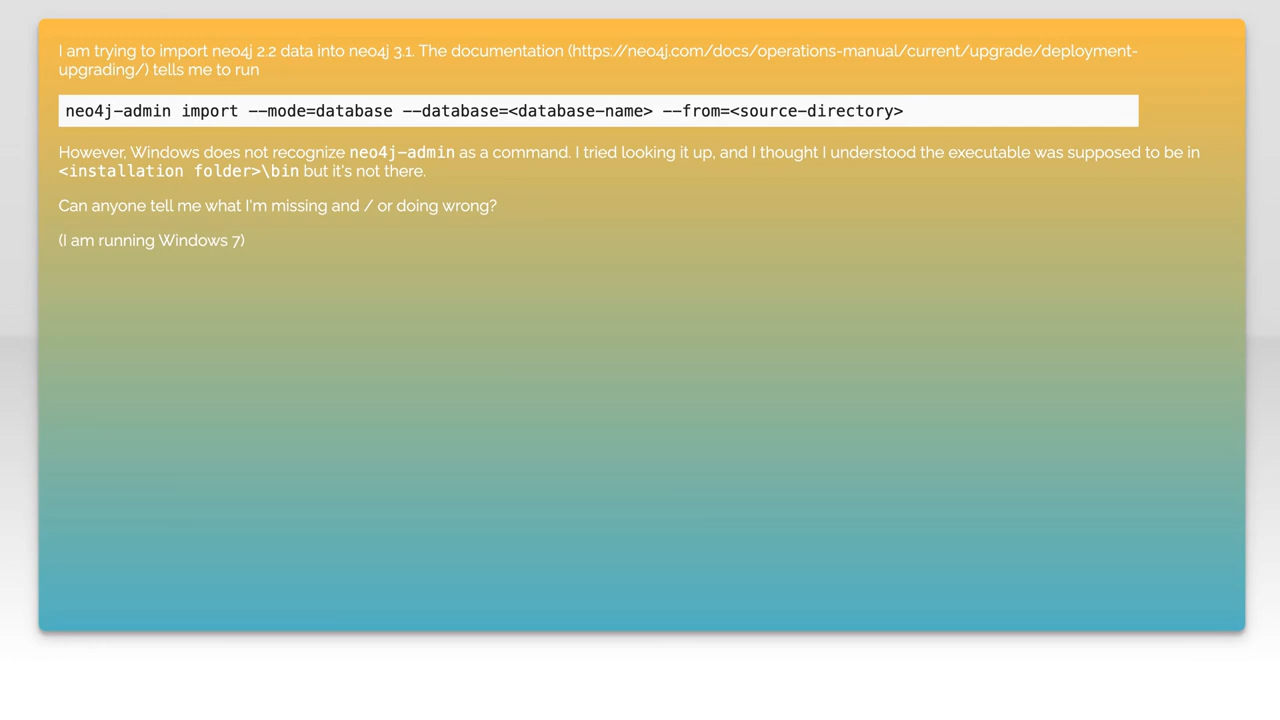 I am trying to import neo4j 2.2 data into neo4j 3.1. The documentation (https://neo4j.com/docs/operations-manual/current/upgrade/deployment-
upgrading/) tells me to run
neo4j-admin import --mode=database --database=<database-name> --from=<source-directory>
However, Windows does not recognize neo4j-admin as a command. I tried looking it up, and I thought I understood the executable was supposed to be in
<installation folder>\bin but it's not there.
Can anyone tell me what I'm missing and / or doing wrong?
(I am running Windows 7)